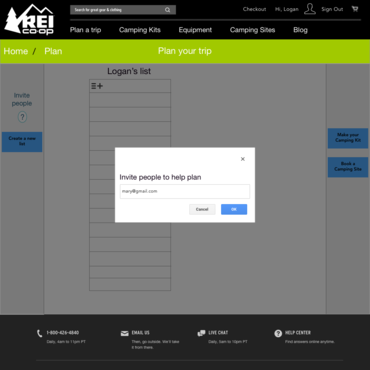 REI
co-op
Search for great gear & clothing
Checkout
Hi, Logan
Sign Out
Plan a trip
Camping Kits
Equipment
Camping Sites
Blog
Home / Plan
Plan your trip
Logan's list
Invite
people
?
Create a new
list
Make your
Camping Kit
Book a
Camping Site
×
Invite people to help plan
mary@gmail.com
Cancel
OK
1-800-426-4840
Daily, 4am to 11pm PT
EMAIL US
Then, go outside. We'll take
it from there.
LIVE CHAT
Daily, 5am to 10pm PT
HELP CENTER
Find answers online anytime